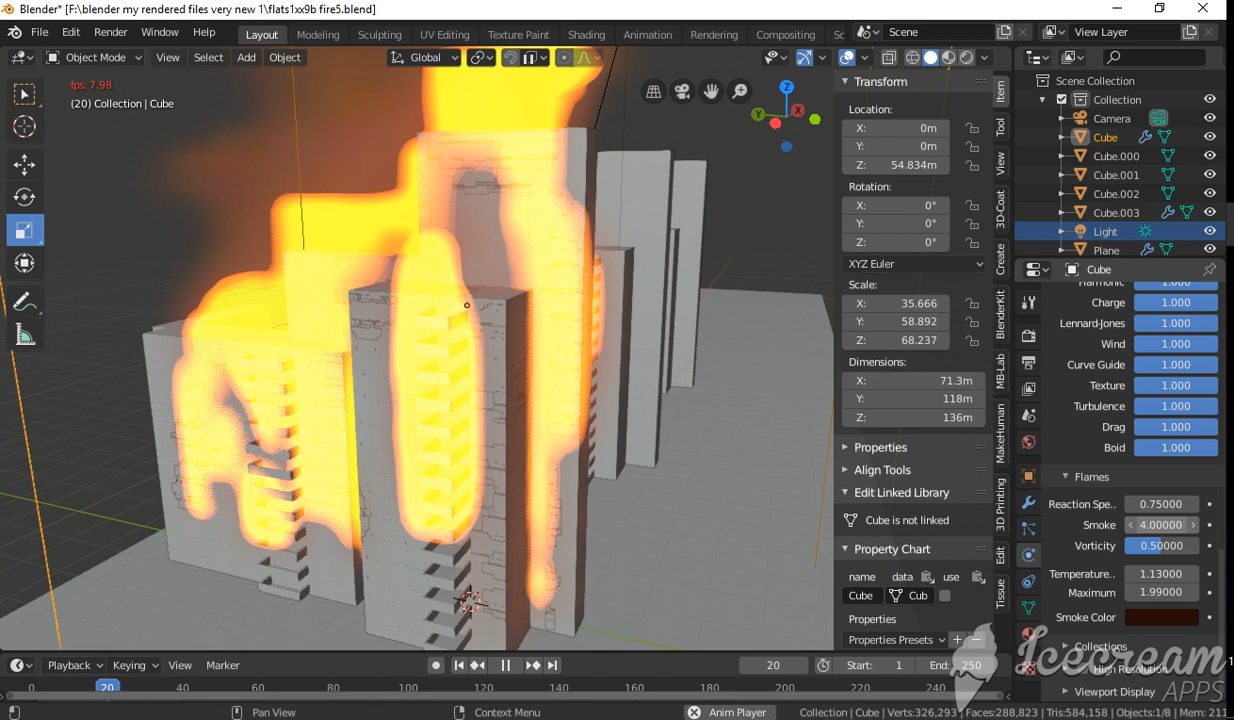 Blender* [F:\blender my rendered files very new 1\flats1xx9b fire5.blend]
File Edit Render Window Help Layout Modeling Sculpting UV Editing Texture Paint Shading Animation Rendering Compositing Sc Scene View Layer
Object Mode View Select Add Object Global
fps: 7.98
(20) Collection | Cube
X
Y
Z
Transform
Location:
X: 0m
Y: 0m
Z: 54.834m
Rotation:
X: 0°
Y: 0°
Z: 0°
XYZ Euler
Scale:
X: 35.666
Y: 58.892
Z: 68.237
Dimensions:
X: 71.3m
Y: 118m
Z: 136m
Properties
Align Tools
Edit Linked Library
Cube is not linked
Property Chart
name data use
Cube Cub
Properties
Properties Presets
Item
Tool
View
3D-Coat
Create
BlenderKit
MB-Lab
MakeHuman
3D Printing
Edit
Tissue
Scene Collection
Collection
Camera
Cube
Cube.000
Cube.001
Cube.002
Cube.003
Light
Plane
Cube
Harmonic 1.000
Charge 1.000
Lennard-Jones 1.000
Wind 1.000
Curve Guide 1.000
Texture 1.000
Turbulence 1.000
Drag 1.000
Boid 1.000
Flames
Reaction Spe.. 0.75000
Smoke 4.00000
Vorticity 0.50000
Temperature.. 1.13000
Maximum 1.99000
Smoke Color
Collections
High Resolution
Viewport Display
Icecream
APPS
Playback Keying View Marker 20 Start: 1 End: 250
0 20 40 60 80 100 120 140 160 180 200 220 240
Pan View Context Menu Anim Player Collection | Cube | Verts:326,293 | Faces:288,823 | Tris:584,158 | Objects:1/8 | Mem: 211